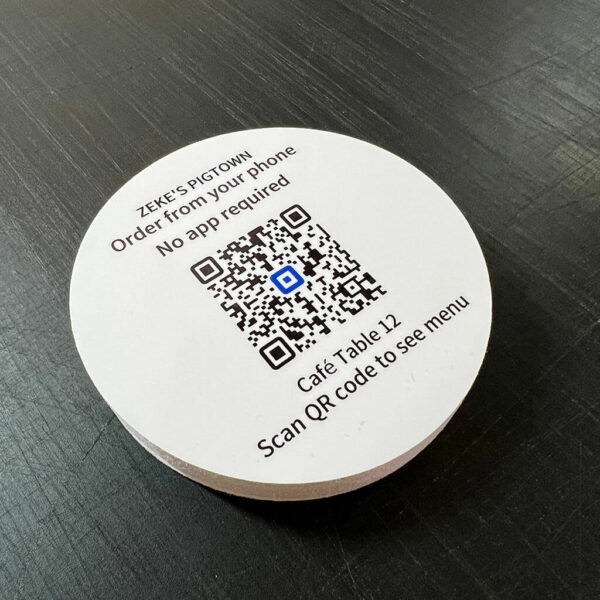 ZEKE'S PIGTOWN
Order from your phone
No app required
Café Table 12
Scan QR code to see menu